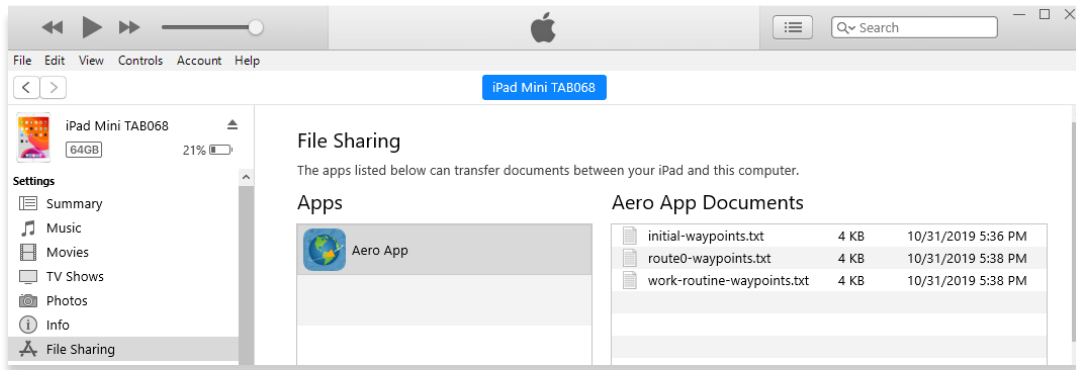 Search
File Edit View Controls Account Help
iPad Mini TAB068
iPad Mini TAB068
64GB 21%
Settings
Summary
Music
Movies
TV Shows
Photos
Info
File Sharing
File Sharing
The apps listed below can transfer documents between your iPad and this computer.
Apps
Aero App
Aero App Documents
initial-waypoints.txt 4 KB 10/31/2019 5:36 PM
route0-waypoints.txt 4 KB 10/31/2019 5:38 PM
work-routine-waypoints.txt 4 KB 10/31/2019 5:38 PM